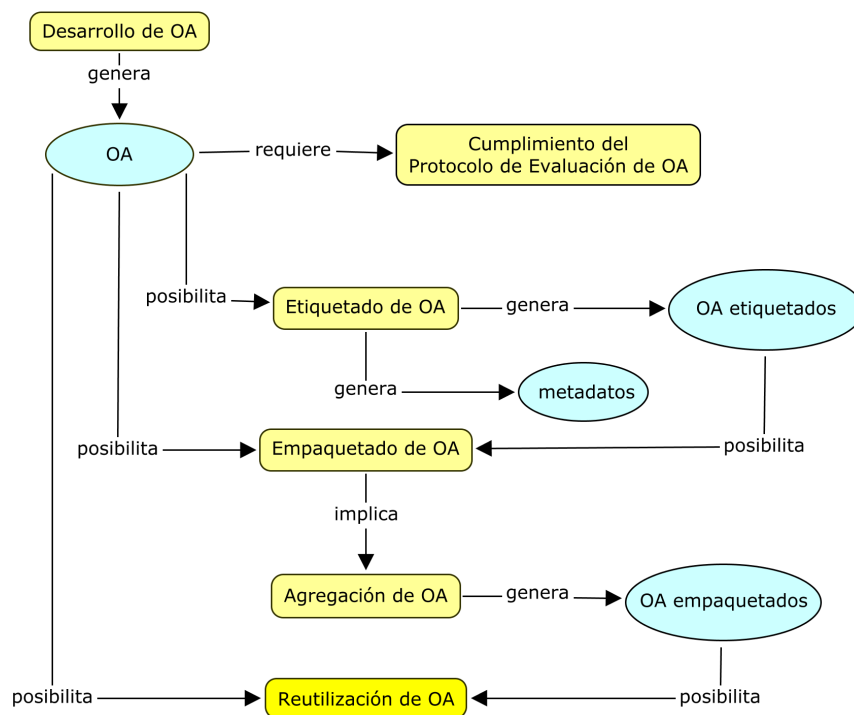 Desarrollo de OA
genera
OA
requiere
Cumplimiento del
Protocolo de Evaluación de OA
posibilita
Etiquetado de OA
genera
OA etiquetados
genera
metadatos
posibilita
Empaquetado de OA
posibilita
implica
Agregación de OA
genera
OA empaquetados
posibilita
Reutilización de OA
posibilita